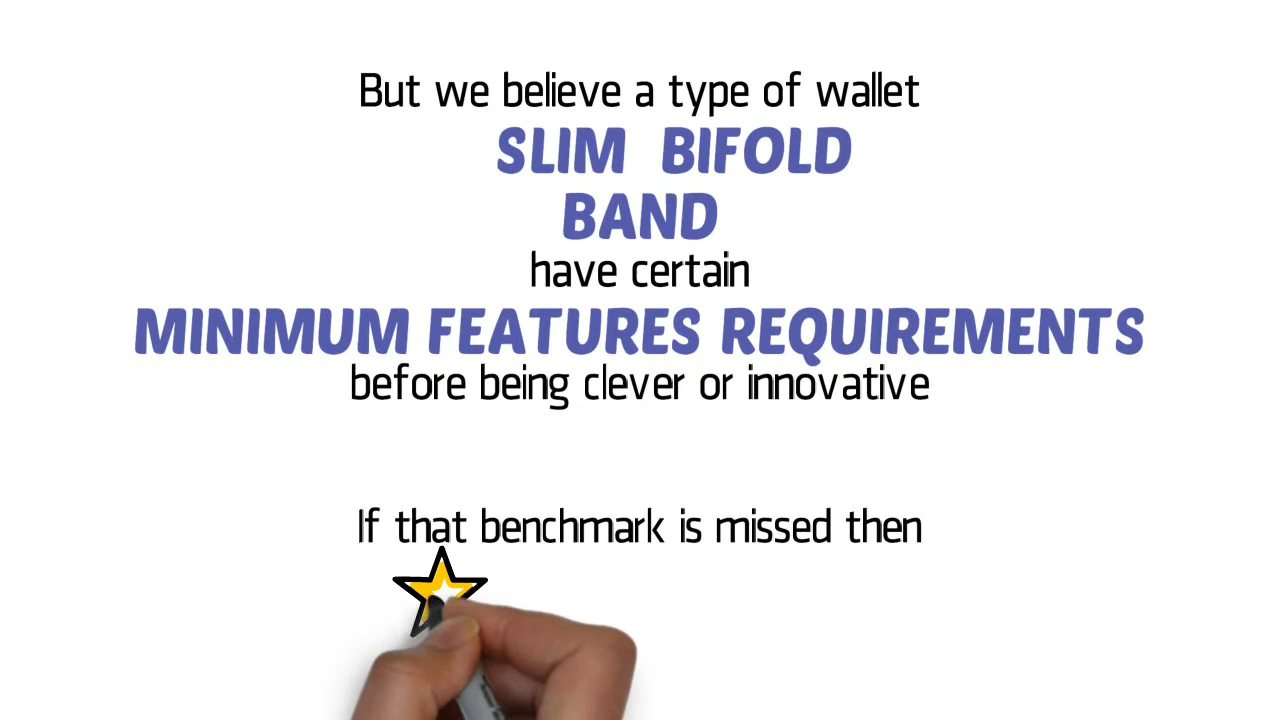 But we believe a type of wallet
SLIM BIFOLD
BAND
have certain
MINIMUM FEATURES REQUIREMENTS
before being clever or innovative
If that benchmark is missed then